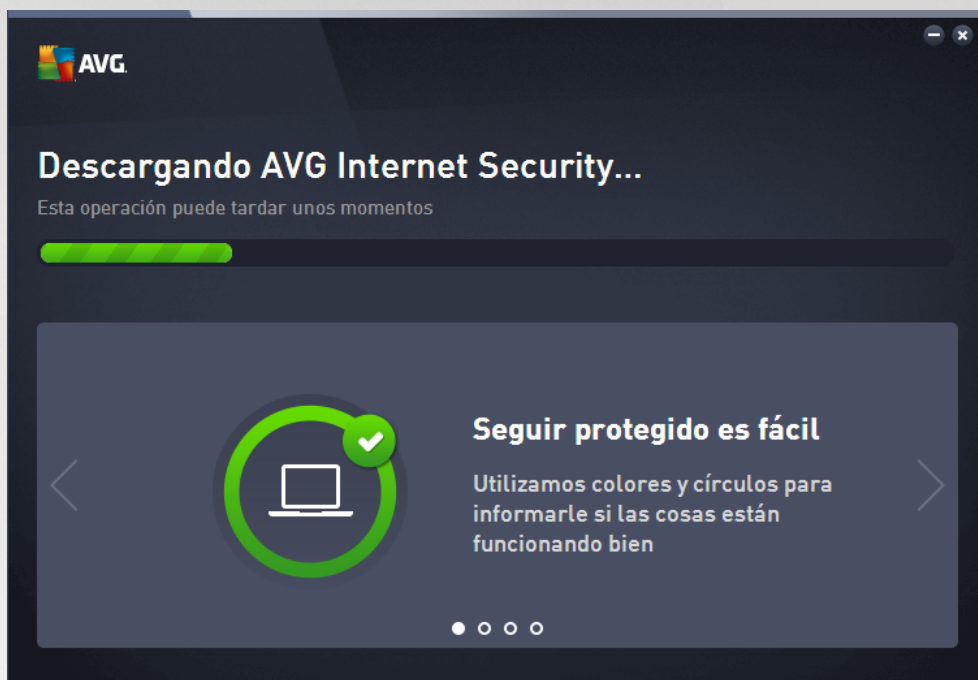 AVG.
Descargando AVG Internet Security...
Esta operación puede tardar unos momentos
Seguir protegido es fácil
Utilizamos colores y círculos para
informarle si las cosas están
funcionando bien